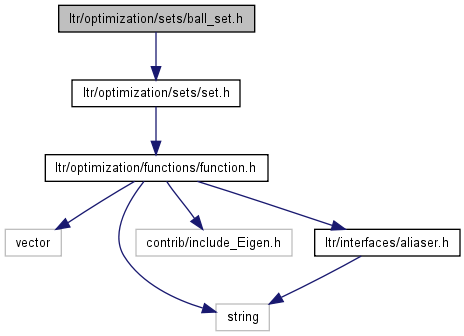 ltr/optimization/sets/ball_set.h
ltr/optimization/sets/set.h
ltr/optimization/functions/function.h
vector
contrib/include_Eigen.h
ltr/interfaces/aliaser.h
string